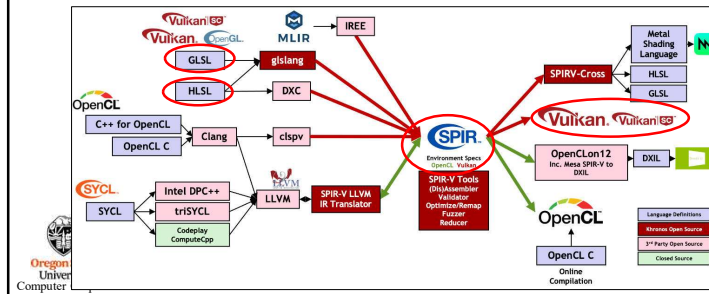 Vulkan SC
Vulkan. OpenGL.
MLIR
IREE
GLSL
glslang
HLSL
DXC
OpenCL
C++ for OpenCL
OpenCL C
Clang
clspv
SYCL
SYCL
Intel DPC++
triSYCL
Codeplay
ComputeCpp
LLVM
LLVM
SPIR-V LLVM
IR Translator
SPIR
Environment Specs
OpenCL Vulkan
SPIR-V Tools
(Dis)Assembler
Validator
Optimize/Remap
Fuzzer
Reducer
SPIRV-Cross
Metal
Shading
Language
HLSL
GLSL
Vulkan. Vulkan SC
OpenCLon12
Inc. Mesa SPIR-V to
DXIL
DXIL
OpenCL
OpenCL C
Online
Compilation
Language Definitions
Khronos Open Source
3rd Party Open Source
Closed Source
Oregon
Univer
Computer